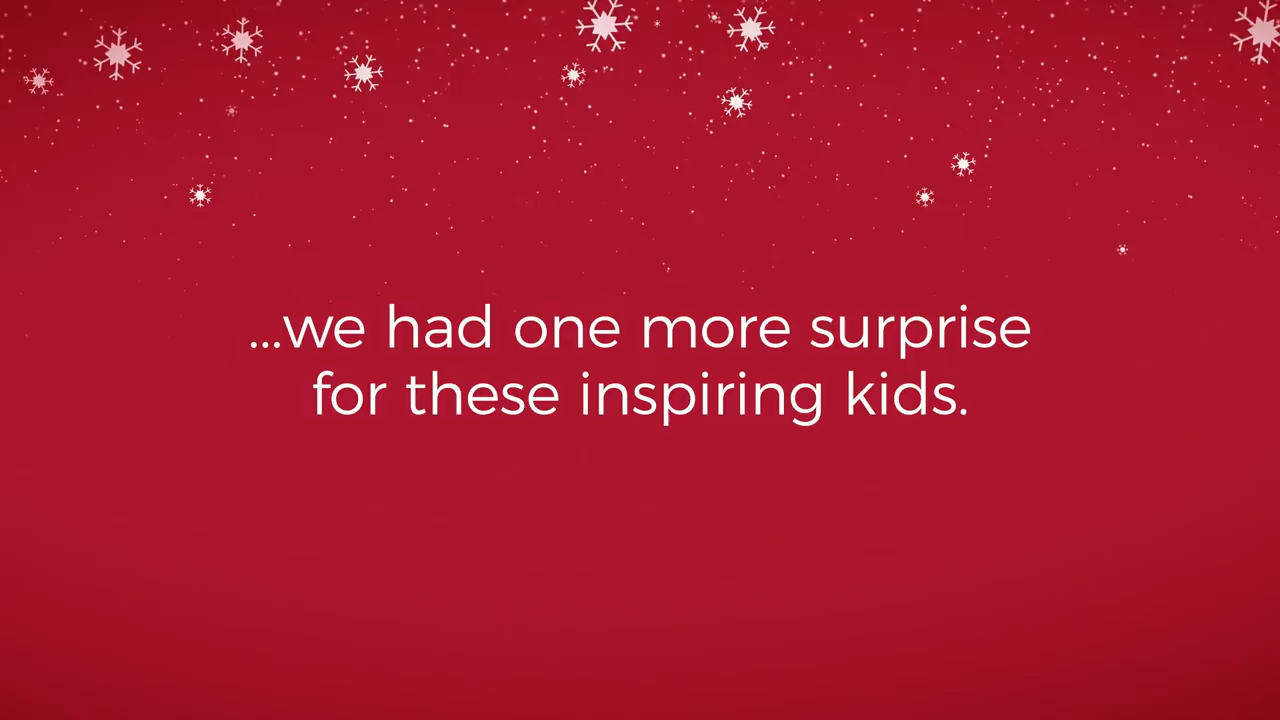 ...we had one more surprise
for these inspiring kids.